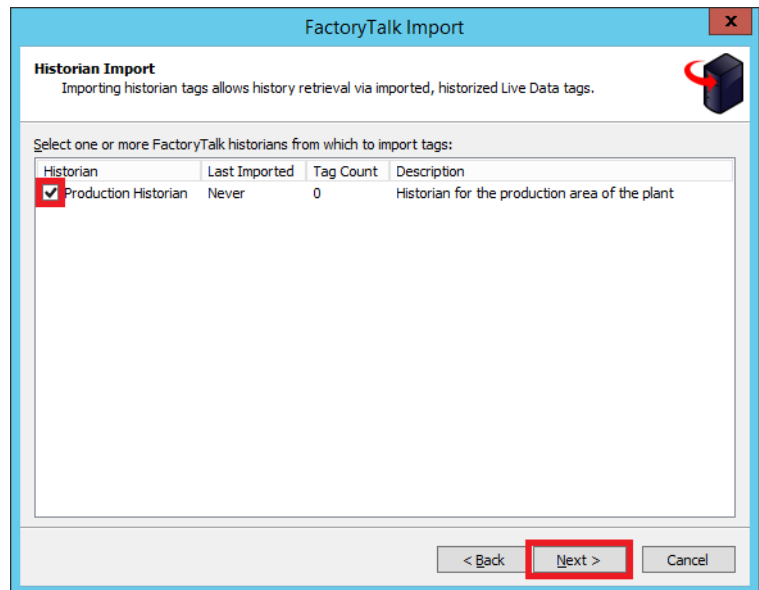 FactoryTalk Import
x
Historian Import
Importing historian tags allows history retrieval via imported, historized Live Data tags.
Select one or more FactoryTalk historians from which to import tags:
Historian Last Imported Tag Count Description
Production Historian Never 0 Historian for the production area of the plant
< Back Next > Cancel